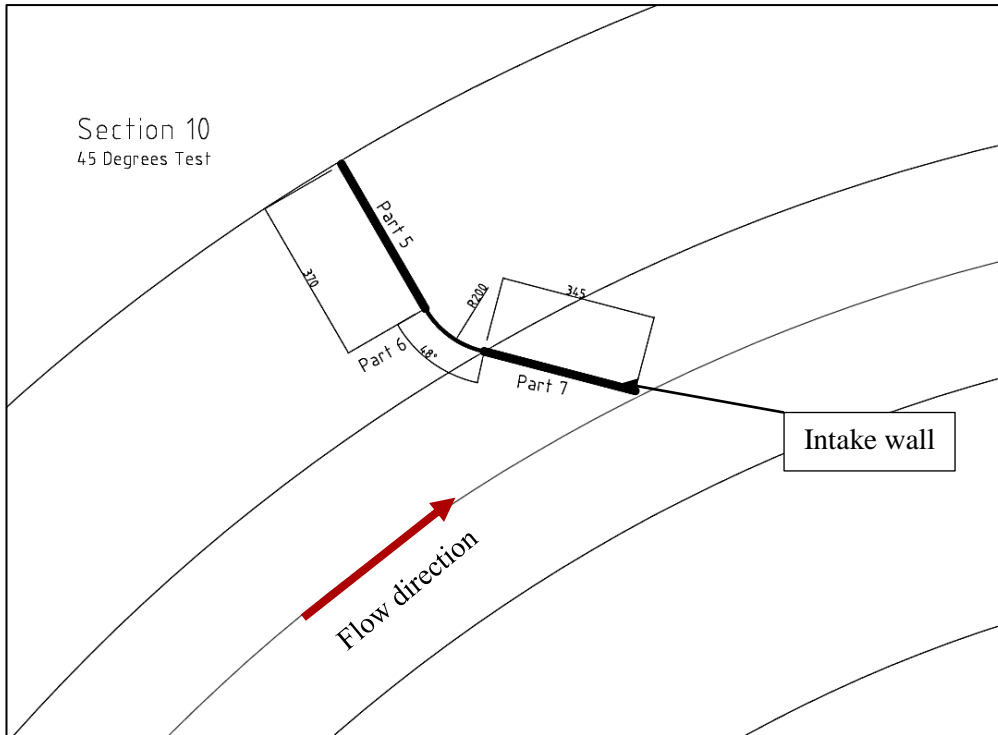 Section 10
45 Degrees Test
Part 5
370
R200
345
Part 6
48°
Part 7
Intake wall
Flow direction